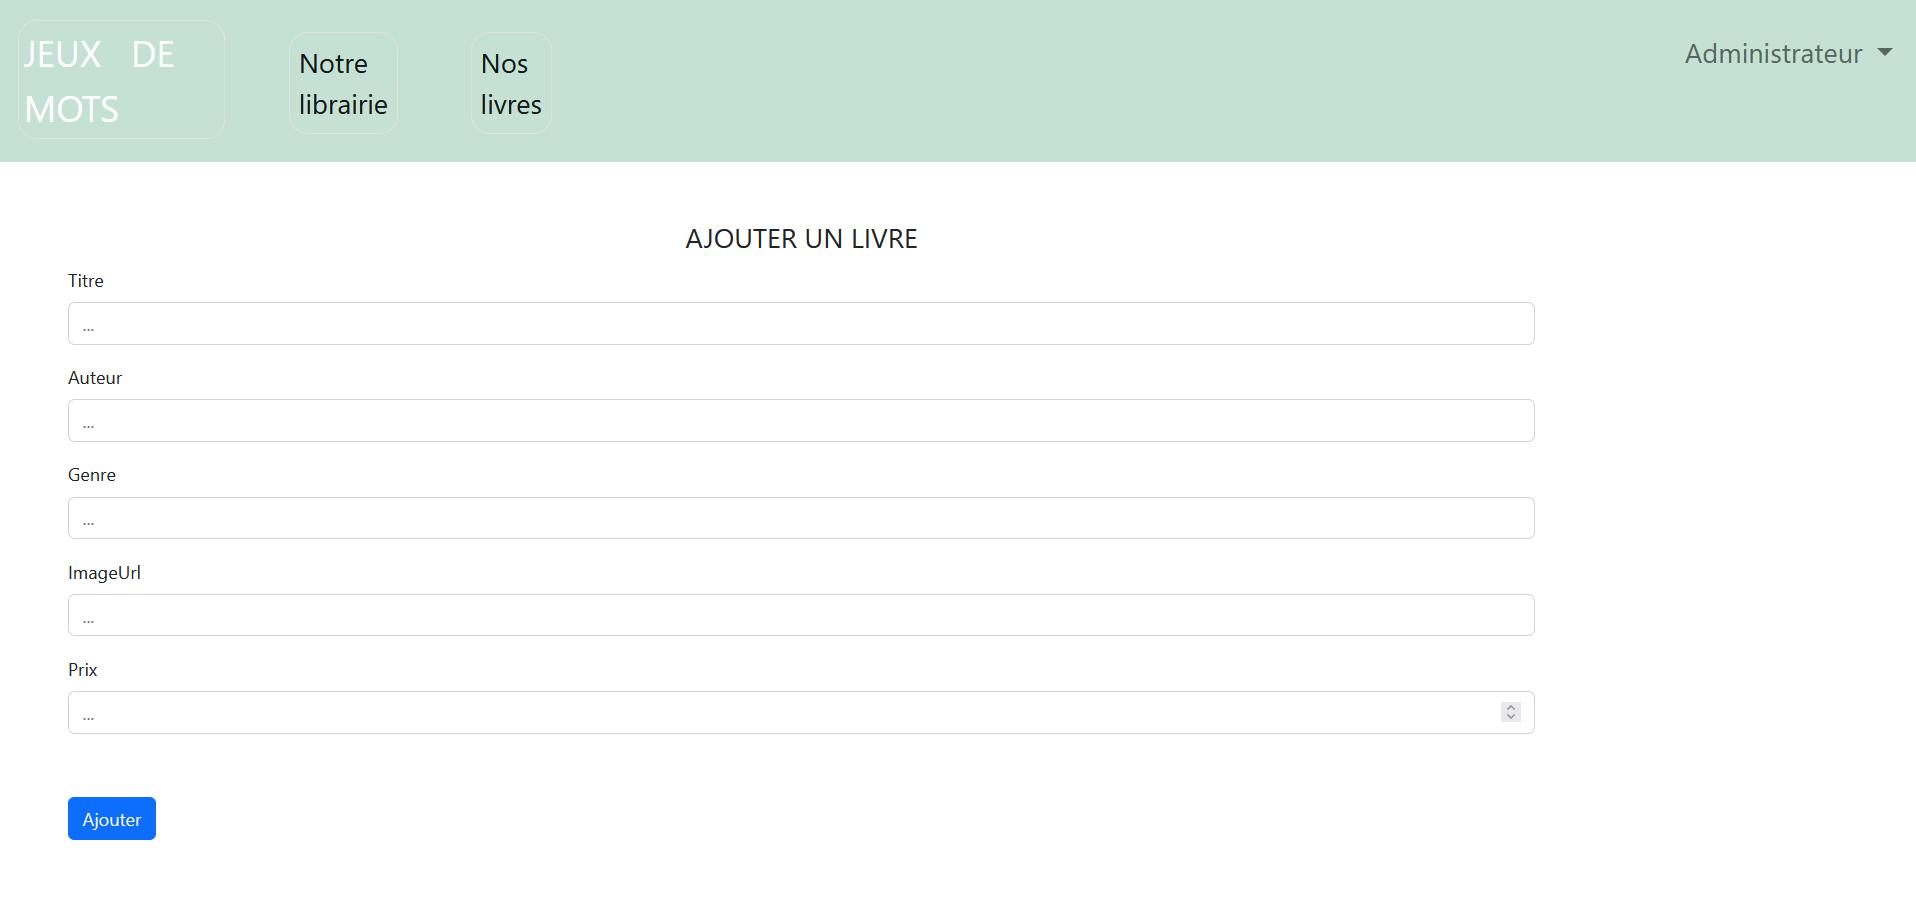 JEUX DE
MOTS
Notre
librairie
Nos
livres
Administrateur
AJOUTER UN LIVRE
Titre
...
Auteur
...
Genre
...
ImageUrl
...
Prix
...
Ajouter